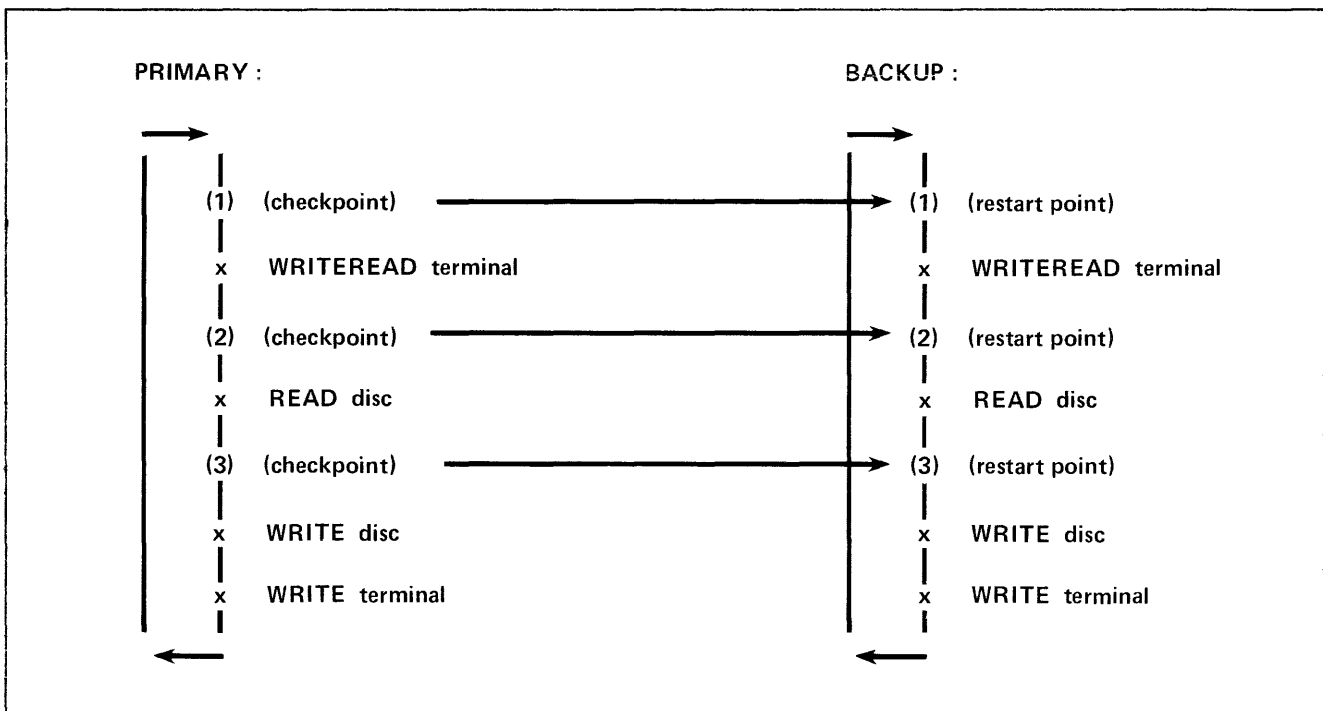 PRIMARY : BACKUP :
(1) (checkpoint) (1) (restart point)
x WRITEREAD terminal x WRITEREAD terminal
(2) (checkpoint) (2) (restart point)
x READ disc x READ disc
(3) (checkpoint) (3) (restart point)
x WRITE disc x WRITE disc
x WRITE terminal x WRITE terminal